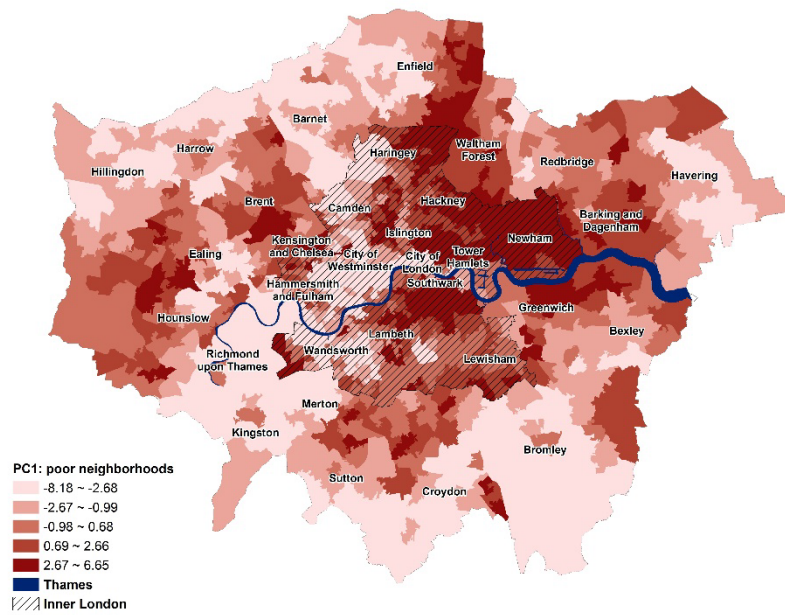 Enfield
Barnet
Haringey
Waltham
Forest
Harrow
Redbridge
Hillingdon
Havering
Brent
Camden
Hackney
Barking and
Dagenham
Islington
Newham
Kensington
and Chelsea
City of
Westminster
Tower
Hamlets
Ealing
City of
London
Hammersmith
and Fulham
Southwark
Greenwich
Hounslow
Bexley
Lambeth
Richmond
upon Thames
Wandsworth
Lewisham
Merton
Kingston
Bromley
Sutton
Croydon
PC1: poor neighborhoods
-8.18 ~ -2.68
-2.67 ~ -0.99
-0.98 ~ 0.68
0.69 ~ 2.66
2.67 ~ 6.65
Thames
Inner London